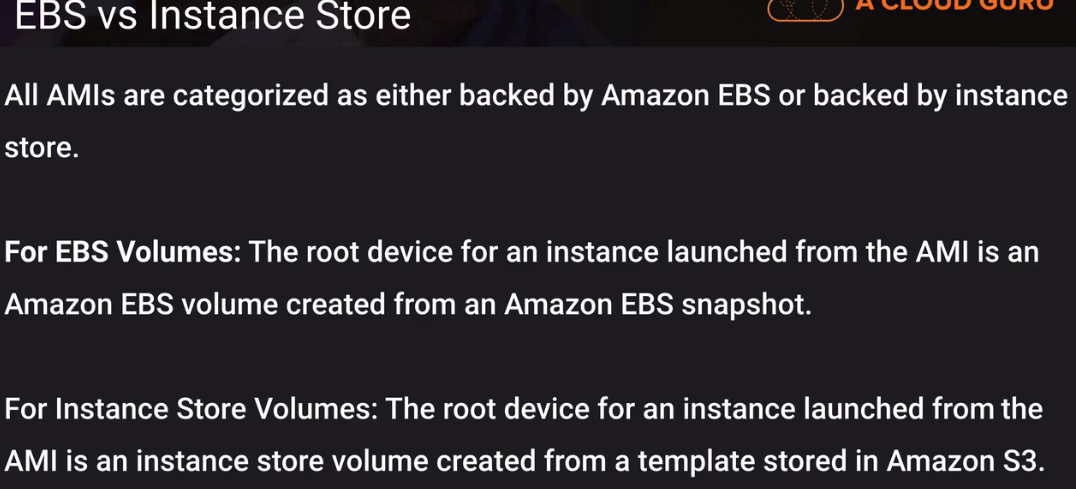 EBS vs Instance Store
A CLOUD GURU
All AMIs are categorized as either backed by Amazon EBS or backed by instance
store.
For EBS Volumes: The root device for an instance launched from the AMI is an
Amazon EBS volume created from an Amazon EBS snapshot.
For Instance Store Volumes: The root device for an instance launched from the
AMI is an instance store volume created from a template stored in Amazon S3.